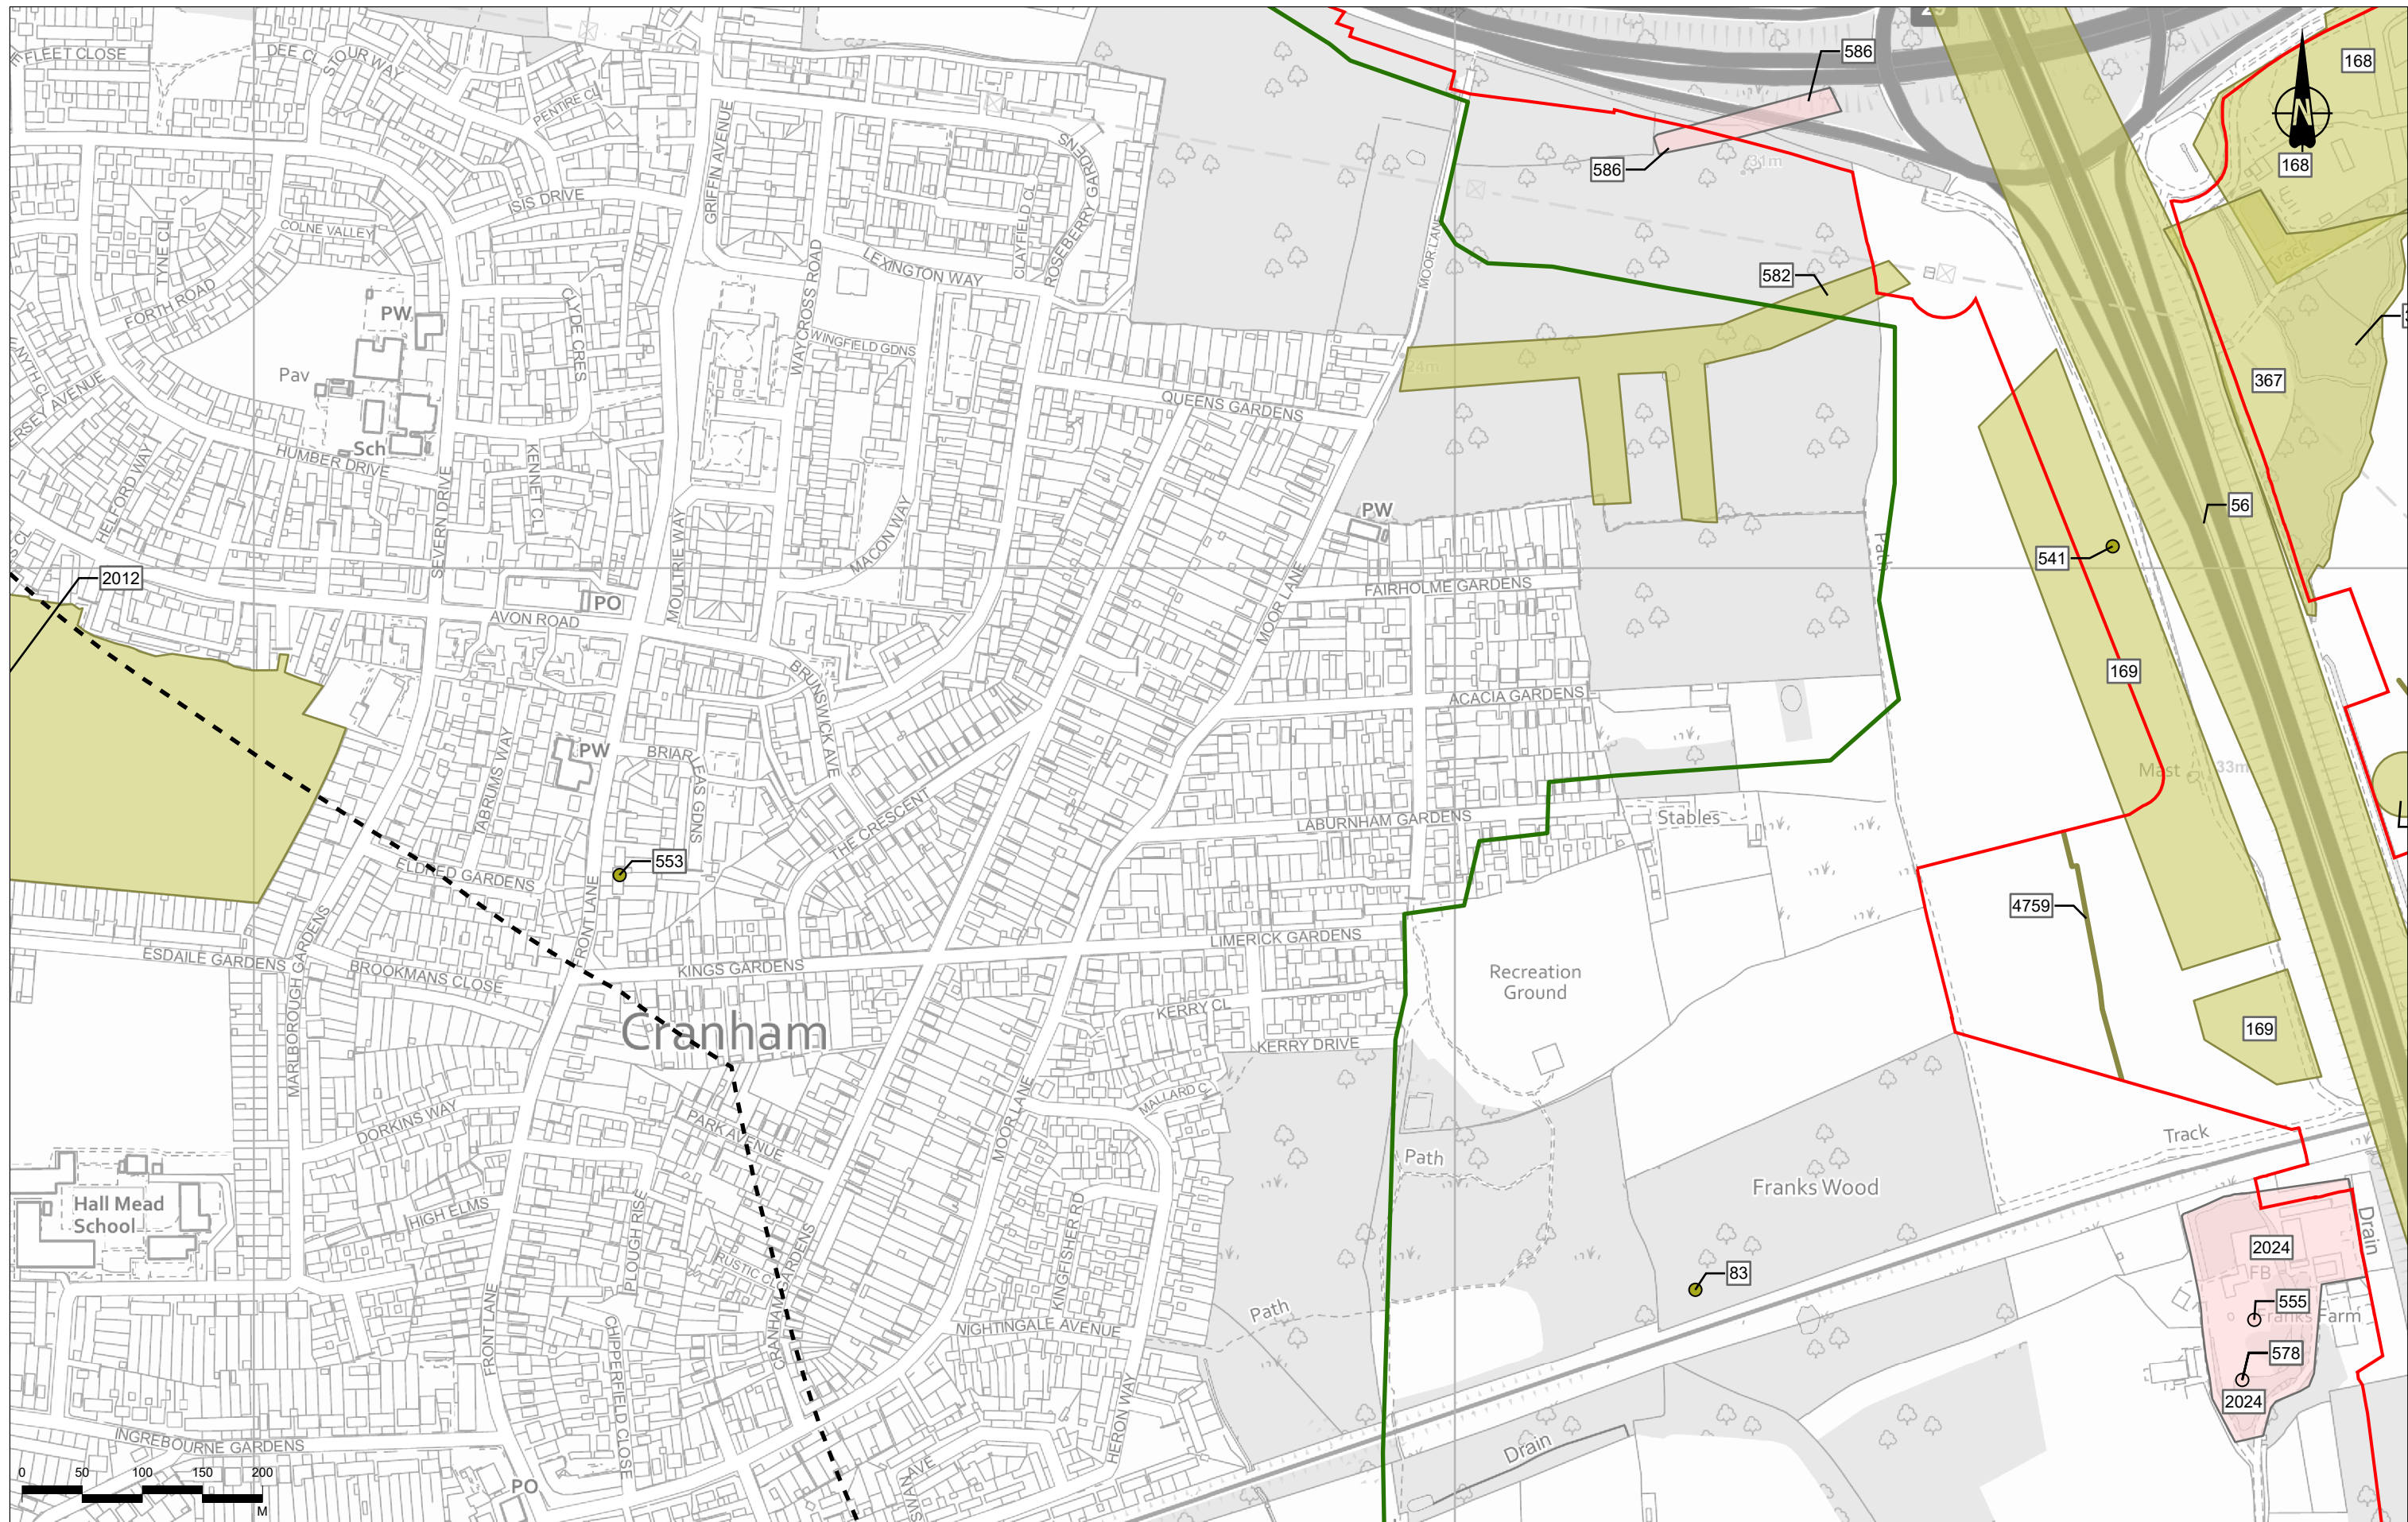 FLEET CLOSE
DEE CL
STOUR WAY
PENTIRE CL
GRIFFIN AVENUE
ISIS DRIVE
COLNE VALLEY
TYNE CL
FORTH ROAD
PW
Pav
Sch
CLYDE CRES
HUMBER DRIVE
KENNET CL
HELFORD WAY
SEVERN DRIVE
LEXINGTON WAY
CLAYFIELD CL
ROSEBERRY GARDENS
WAYCROSS ROAD
WINGFIELD GDNS
MACON WAY
MOULTRIE WAY
QUEENS GARDENS
MOOR LANE
586
586
31m
582
24m
168
N
168
367
56
541
169
Mast
33m
PW
Path
FAIRHOLME GARDENS
MOOR LANE
ACACIA GARDENS
2012
PO
AVON ROAD
BRUNSWICK AVE
PW
BRIAR LEAS GDNS
TABRUMS WAY
THE CRESCENT
553
ELDRED GARDENS
FRONT LANE
LABURNHAM GARDENS
Stables
4759
169
LIMERICK GARDENS
KINGS GARDENS
ESDAILE GARDENS
BROOKMANS CLOSE
MARLBOROUGH GARDENS
Cranham
Recreation
Ground
KERRY CL
KERRY DRIVE
MALLARD C
MOOR LANE
DORKINS WAY
PARK AVENUE
Path
Track
Franks Wood
Hall Mead
School
HIGH ELMS
PLOUGH RISE
RUSTIC CL
CRANHAM GARDENS
KINGFISHER RD
NIGHTINGALE AVENUE
Path
83
2024
FB
Drain
555
Franks Farm
578
2024
FRONT LANE
CHIPPERFIELD CLOSE
HERON WAY
INGREBOURNE GARDENS
PO
SWAN AVE
Drain
0 50 100 150 200
M